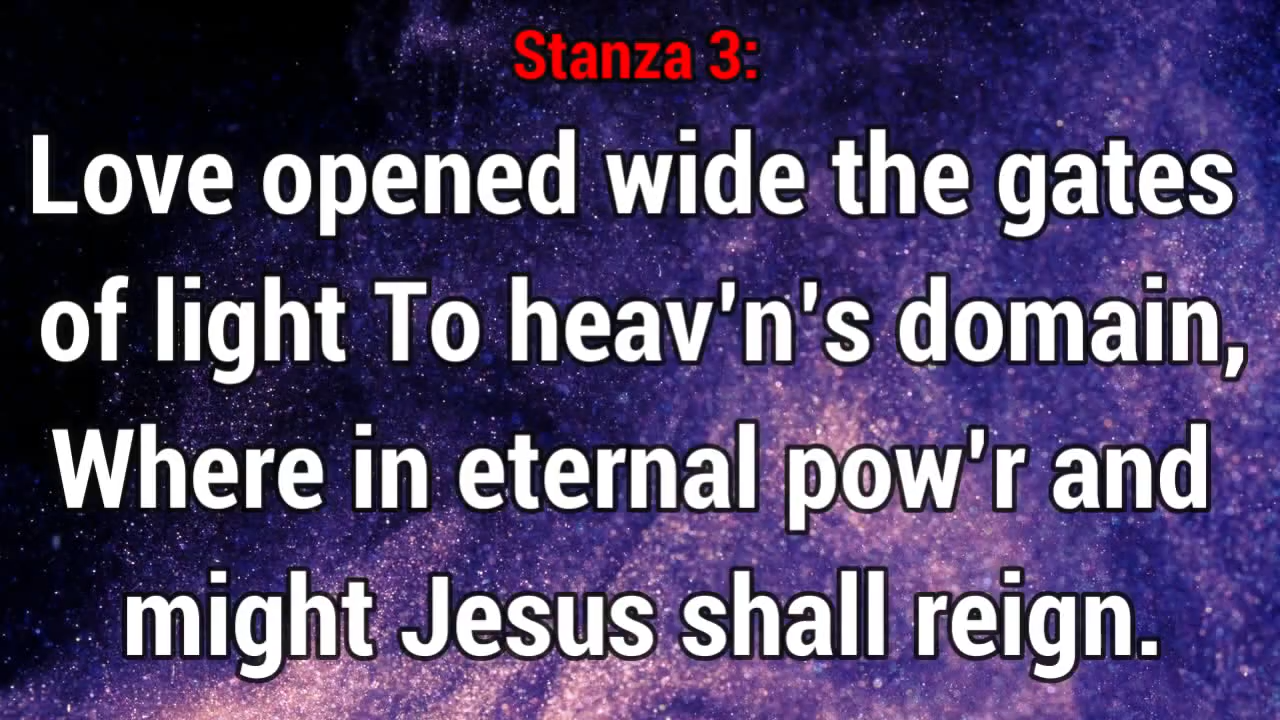 Stanza 3:
Love opened wide the gates
of light To heav'n's domain,
Where in eternal pow'r and
might Jesus shall reign.